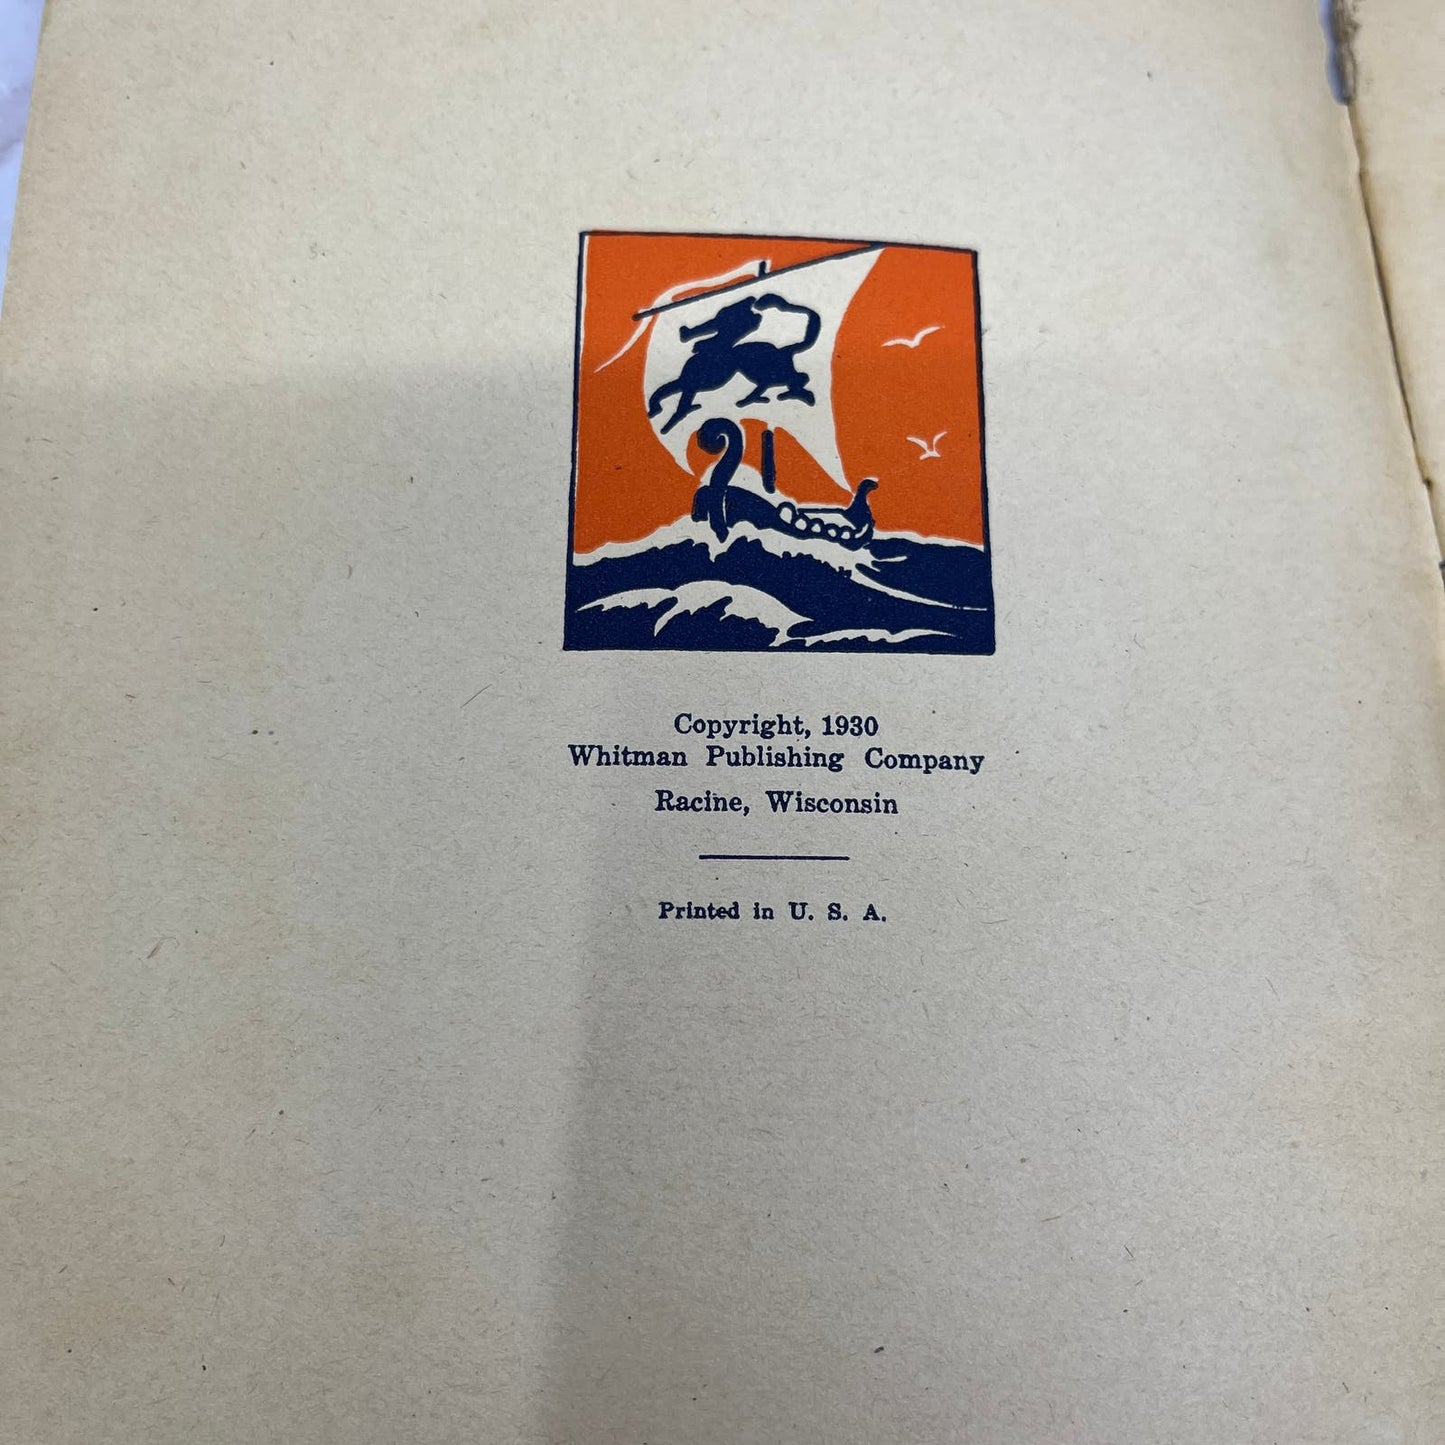 Copyright, 1930
Whitman Publishing Company
Racine, Wisconsin
Printed in U. S. A.